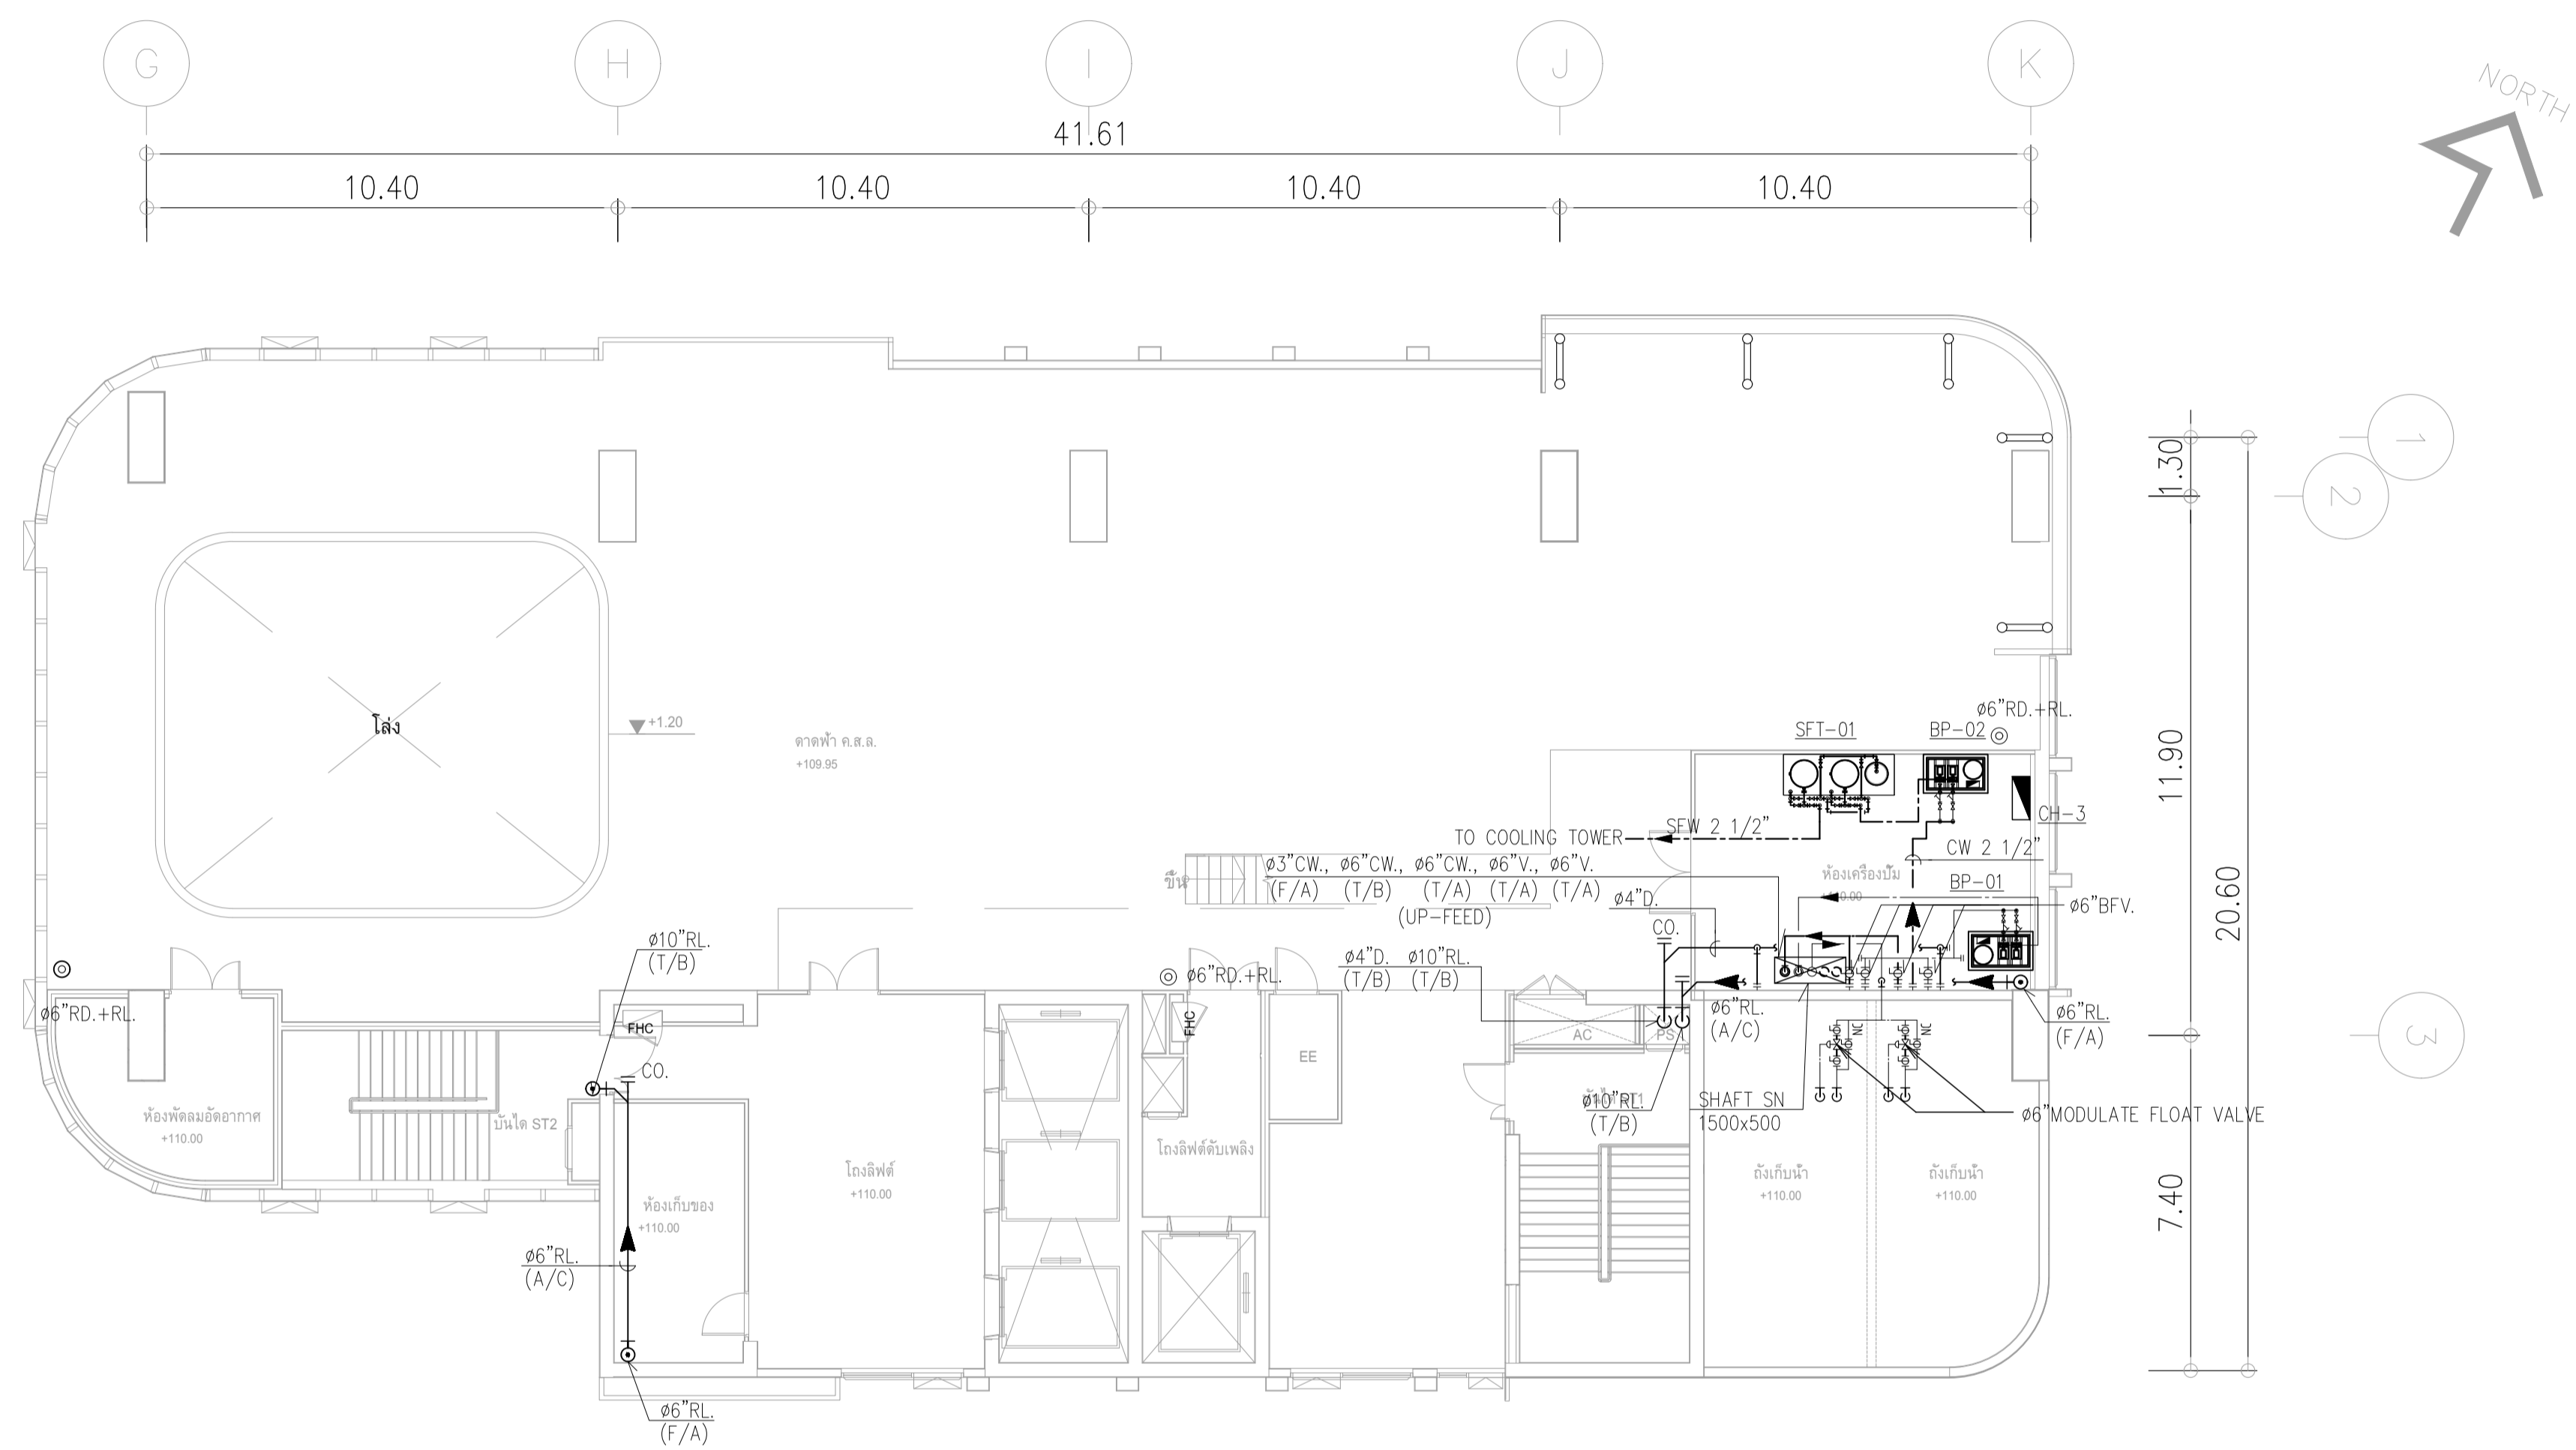 G
H
I
J
K
NORTH
41.61
10.40
10.40
10.40
10.40
1
2
3
1.30
11.90
20.60
7.40
โล่ง
+1.20
ดาดฟ้า ค.ส.ล.
+109.95
ø6"RD.+RL.
SFT-01
BP-02
CH-3
TO COOLING TOWER
SFW 2 1/2"
CW 2 1/2"
ห้องเครื่องปั๊ม
BP-01
ø6"BFV.
ขึ้น
ø3"CW., ø6"CW., ø6"CW., ø6"V., ø6"V.
(F/A) (T/B) (T/A) (T/A) (T/A)
(UP-FEED)
ø4"D.
CO.
ø10"RL.
(T/B)
ø4"D. ø10"RL.
(T/B) (T/B)
ø6"RD.+RL.
ø6"RD.+RL.
FHC
FHC
CO.
EE
AC
PS
ø6"RL.
(A/C)
ø6"RL.
(F/A)
NC
NC
ø10"RL.
(T/B)
SHAFT SN
1500x500
ø6"MODULATE FLOAT VALVE
ห้องพัดลมอัดอากาศ
+110.00
บันได ST2
โถงลิฟต์
+110.00
โถงลิฟต์ดับเพลิง
ห้องเก็บของ
+110.00
ถังเก็บน้ำ
+110.00
ถังเก็บน้ำ
+110.00
ø6"RL.
(A/C)
ø6"RL.
(F/A)